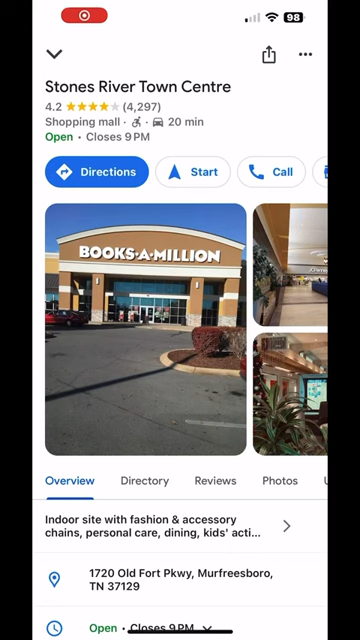 98
Stones River Town Centre
4.2 (4,297)
Shopping mall · · 20 min
Open · Closes 9 PM
Directions
Start
Call
BOOKS-A-MILLION
Overview
Directory
Reviews
Photos
Indoor site with fashion & accessory
chains, personal care, dining, kids' acti...
1720 Old Fort Pkwy, Murfreesboro,
TN 37129
Open · Closes 9 PM